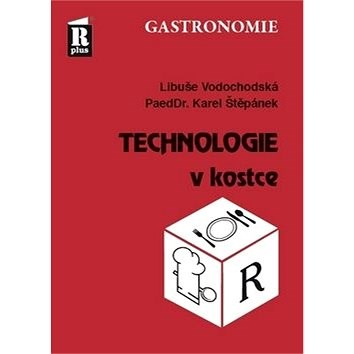 R
plus
GASTRONOMIE
Libuše Vodochodská
PaedDr. Karel Štěpánek
TECHNOLOGIE
v kostce
R